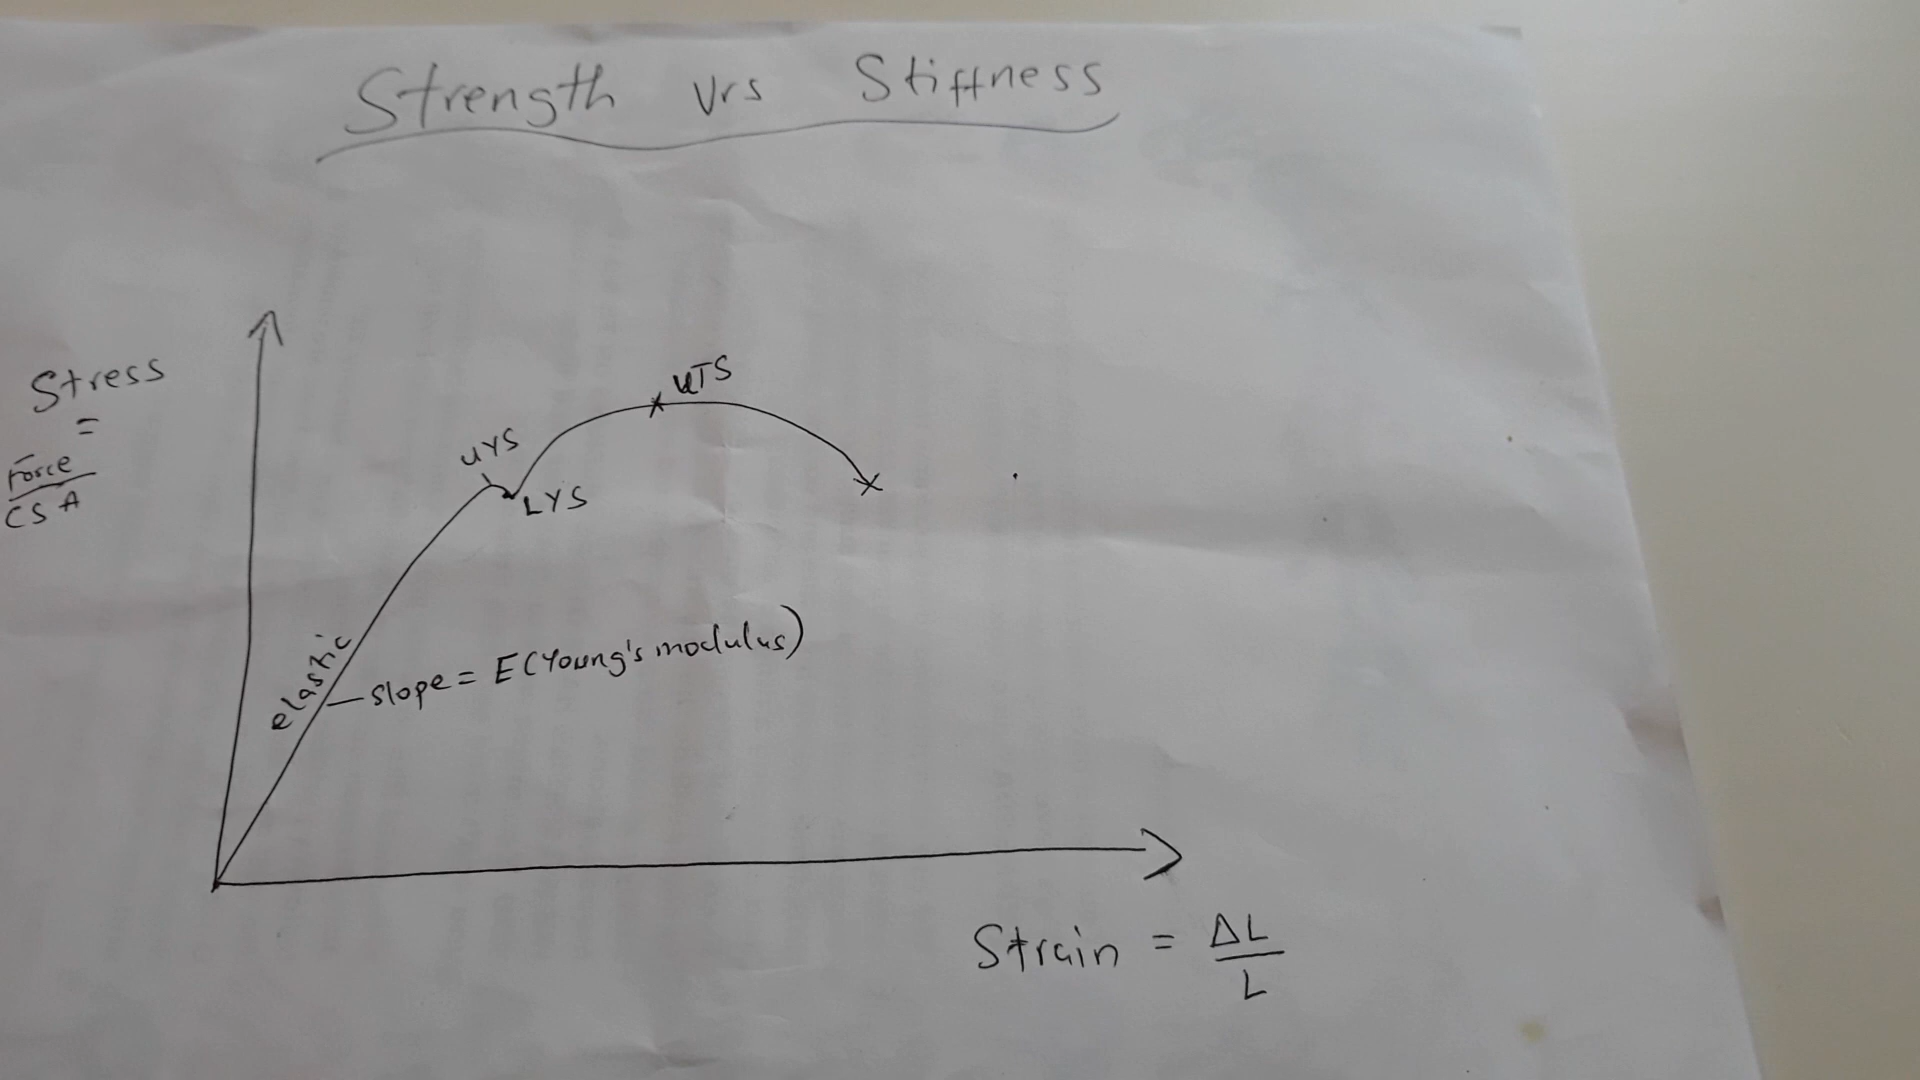 Strength vrs Stiffness
Stress
=
Force
CSA
UTS
UYS
LYS
elastic
slope = E(Young's modulus)
Strain = ΔL
L